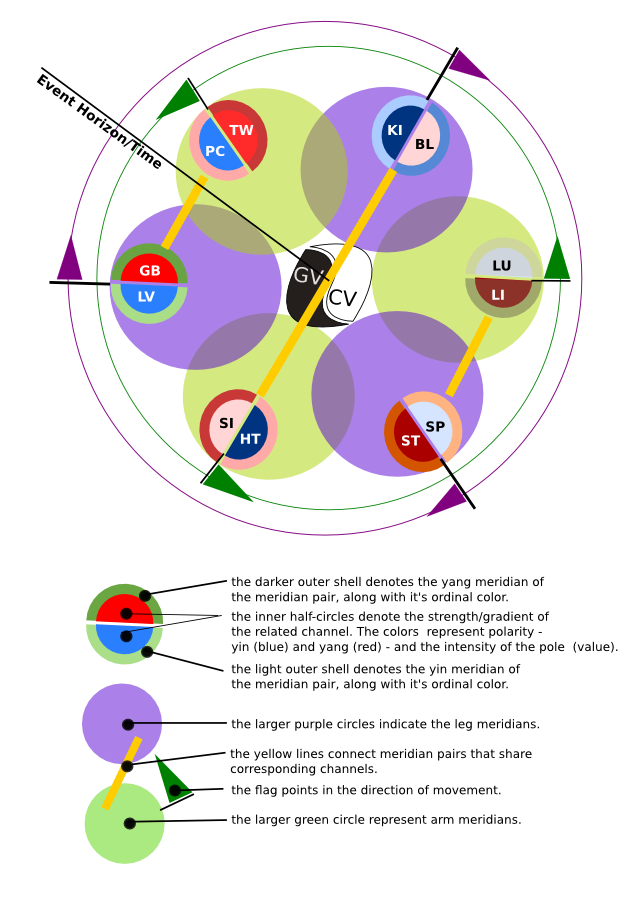 Event Horizon/Time
TW
PC
KI
BL
GB
LV
GV
CV
LU
LI
SI
HT
SP
ST
the darker outer shell denotes the yang meridian of
the meridian pair, along with it's ordinal color.
the inner half-circles denote the strength/gradient of
the related channel. The colors represent polarity -
yin (blue) and yang (red) - and the intensity of the pole (value).
the light outer shell denotes the yin meridian of
the meridian pair, along with it's ordinal color.
the larger purple circles indicate the leg meridians.
the yellow lines connect meridian pairs that share
corresponding channels.
the flag points in the direction of movement.
the larger green circle represent arm meridians.